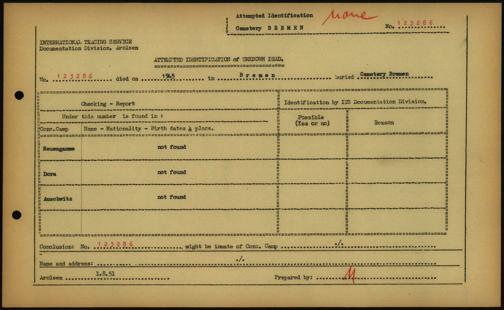 Attempted Identification
none
Cemetery B R E M E N
No. 123286
INTERNATIONAL TRACING SERVICE
Documentation Division, Arolsen
ATTEMPTED IDENTIFICATION of UNKNOWN DEAD.
No. 123286 died on 1945 in B r e m e n buried Cemetery Bremen
Checking - Report
Identification by ITS Documentation Division.
Under this number is found in :
Possible (Yes or no)
Reason
Conc.Camp Name - Nationality - Birth dates & place.
Neuengamme not found
Dora not found
Auschwitz not found
Conclusion: No. 123286 might be inmate of Conc. Camp -/-
Name and address: -/-
Arolsen 1.8.51 Prepared by: